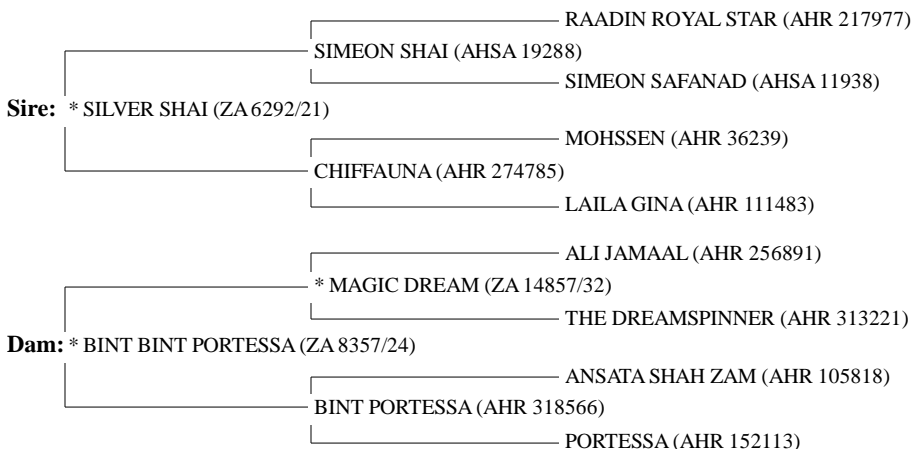 RAADIN ROYAL STAR (AHR 217977)
SIMEON SHAI (AHSA 19288)
SIMEON SAFANAD (AHSA 11938)
Sire: * SILVER SHAI (ZA 6292/21)
MOHSSEN (AHR 36239)
CHIFFAUNA (AHR 274785)
LAILA GINA (AHR 111483)
ALI JAMAAL (AHR 256891)
* MAGIC DREAM (ZA 14857/32)
THE DREAMSPINNER (AHR 313221)
Dam: * BINT BINT PORTESSA (ZA 8357/24)
ANSATA SHAH ZAM (AHR 105818)
BINT PORTESSA (AHR 318566)
PORTESSA (AHR 152113)